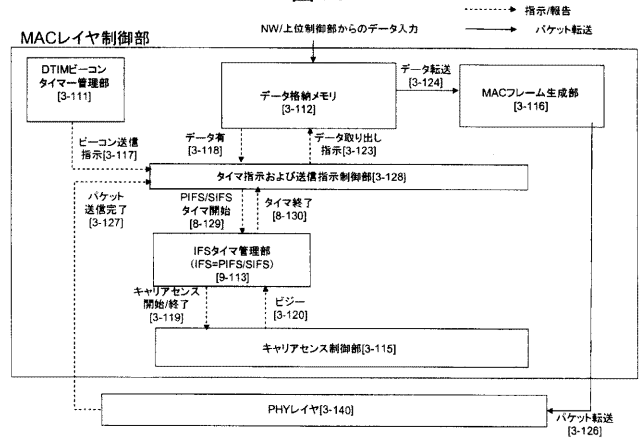 指示/報告
パケット転送
NW/上位制御部からのデータ入力
MACレイヤ制御部
DTIMビーコン
タイマー管理部
[3-111]
データ格納メモリ
[3-112]
データ転送
[3-124]
MACフレーム生成部
[3-116]
ビーコン送信
指示[3-117]
データ有
[3-118]
データ取り出し
指示[3-123]
タイマ指示および送信指示制御部[3-128]
パケット
送信完了
[3-127]
PIFS/SIFS
タイマ開始
[8-129]
タイマ終了
[8-130]
IFSタイマ管理部
(IFS=PIFS/SIFS)
[9-113]
キャリアセンス
開始/終了
[3-119]
ビジー
[3-120]
キャリアセンス制御部[3-115]
PHYレイヤ[3-140]
パケット転送
[3-126]